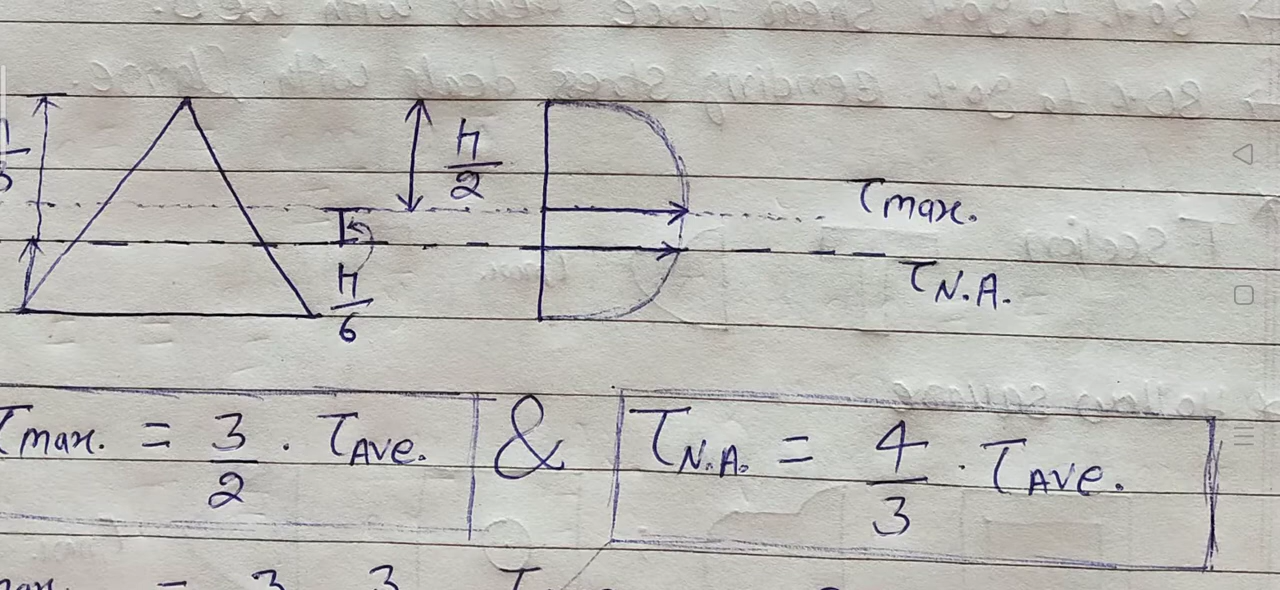 H/2
τmax.
τN.A.
H/6
τmax. = 3/2 . τAve. & τN.A. = 4/3 . τAve.